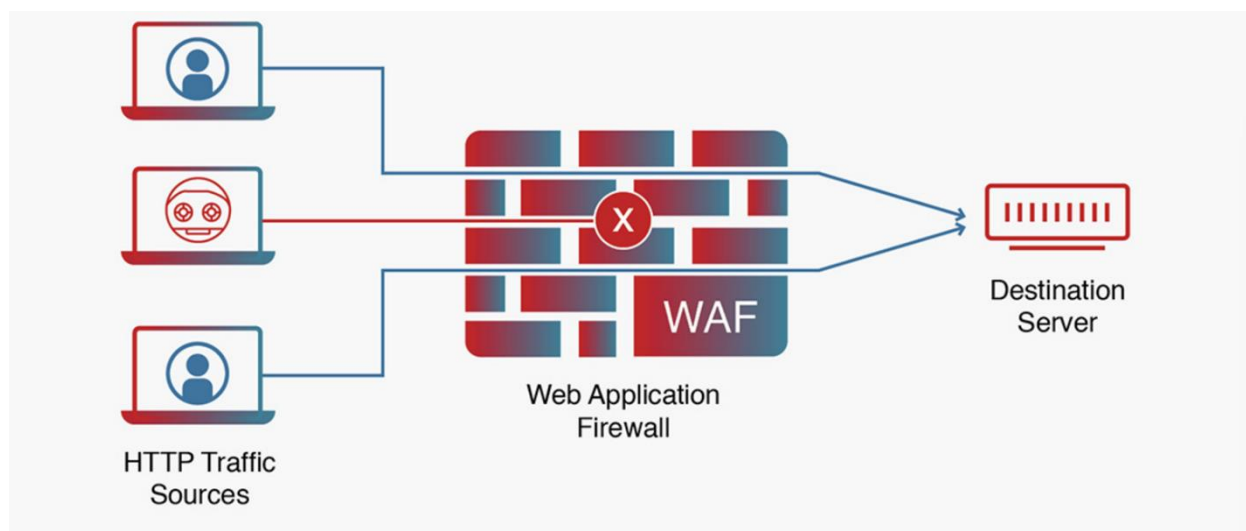 X
WAF
Web Application
Firewall
HTTP Traffic
Sources
Destination
Server